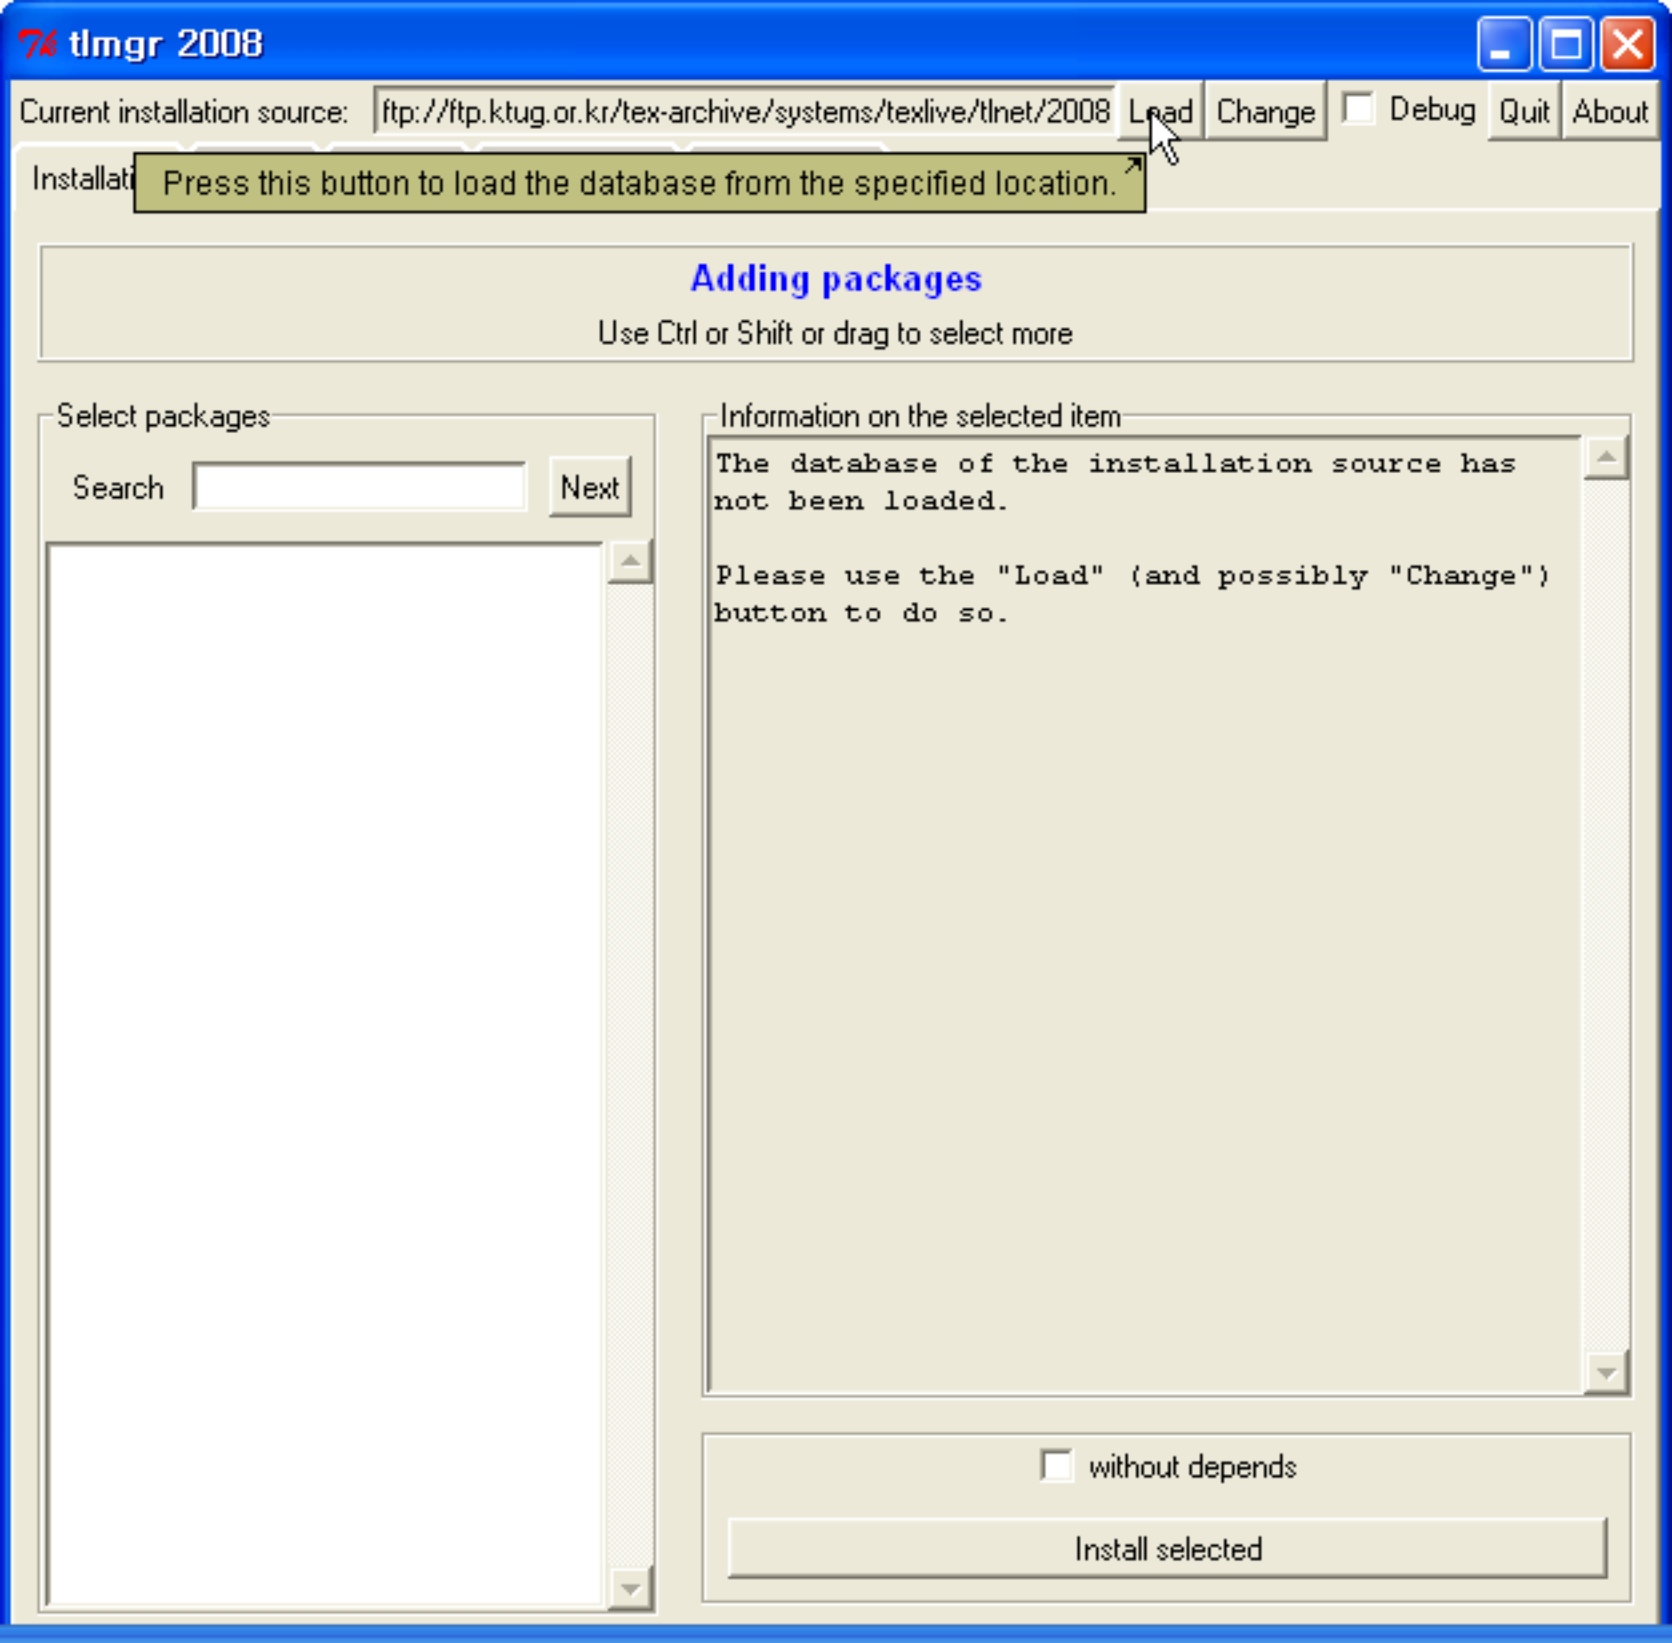 7% tlmgr 2008
Current installation source: ftp://ftp.ktug.or.kr/tex-archive/systems/texlive/tlnet/2008 Load Change Debug Quit About
Press this button to load the database from the specified location.
Adding packages
Use Ctrl or Shift or drag to select more
Select packages
Search Next
Information on the selected item
The database of the installation source has
not been loaded.
Please use the "Load" (and possibly "Change")
button to do so.
without depends
Install selected